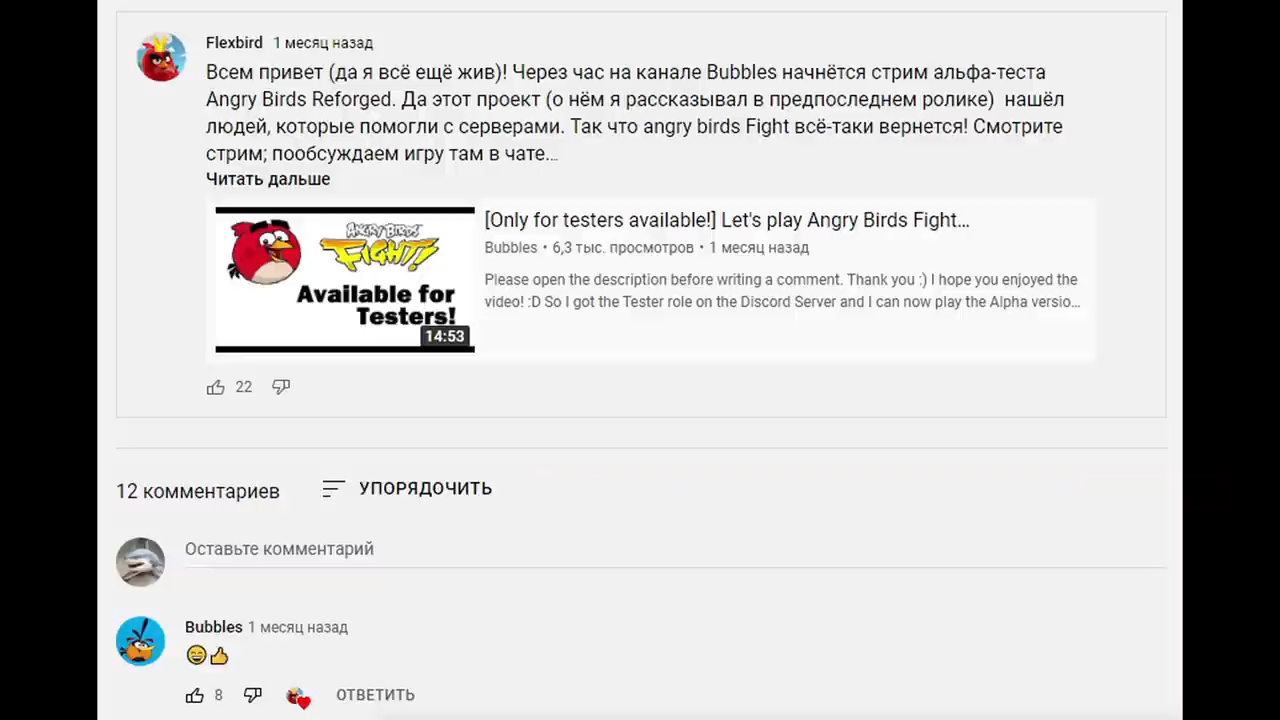 Flexbird 1 месяц назад
Всем привет (да я всё ещё жив)! Через час на канале Bubbles начнётся стрим альфа-теста
Angry Birds Reforged. Да этот проект (о нём я рассказывал в предпоследнем ролике) нашёл
людей, которые помогли с серверами. Так что angry birds Fight всё-таки вернется! Смотрите
стрим; пообсуждаем игру там в чате...
Читать дальше
ANGRY BIRDS
FIGHT!
Available for
Testers!
14:53
[Only for testers available!] Let's play Angry Birds Fight...
Bubbles • 6,3 тыс. просмотров • 1 месяц назад
Please open the description before writing a comment. Thank you :) I hope you enjoyed the
video! :D So I got the Tester role on the Discord Server and I can now play the Alpha versio...
22
12 комментариев
УПОРЯДОЧИТЬ
Оставьте комментарий
Bubbles 1 месяц назад
😄👍
8
ОТВЕТИТЬ